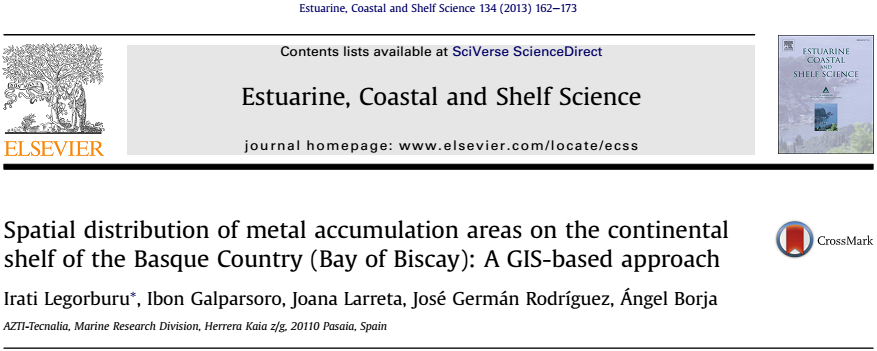 Estuarine, Coastal and Shelf Science 134 (2013) 162–173
Contents lists available at SciVerse ScienceDirect
Estuarine, Coastal and Shelf Science
journal homepage: www.elsevier.com/locate/ecss
ELSEVIER
ESTUARINE
COASTAL
AND
SHELF SCIENCE
Spatial distribution of metal accumulation areas on the continental
shelf of the Basque Country (Bay of Biscay): A GIS-based approach
CrossMark
Irati Legorburu*, Ibon Galparsoro, Joana Larreta, José Germán Rodríguez, Ángel Borja
AZTI-Tecnalia, Marine Research Division, Herrera Kaia z/g, 20110 Pasaia, Spain